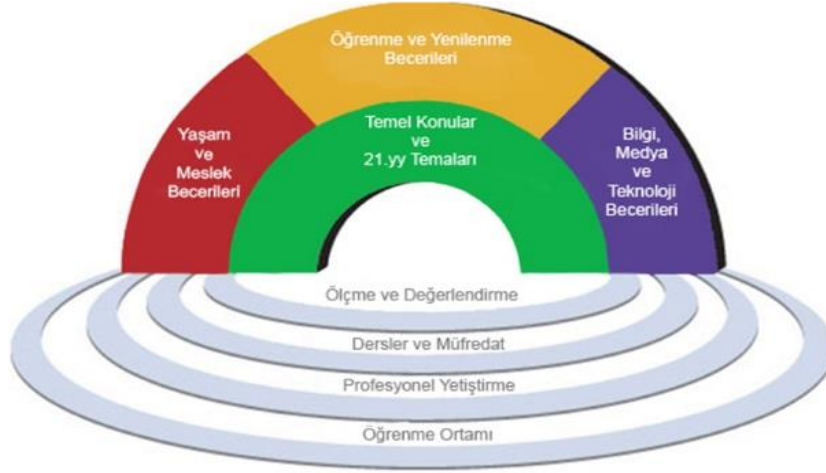 Öğrenme ve Yenilenme
Becerileri
Yaşam
ve
Meslek
Becerileri
Temel Konular
ve
21.yy Temaları
Bilgi,
Medya
ve
Teknoloji
Becerileri
Ölçme ve Değerlendirme
Dersler ve Müfredat
Profesyonel Yetiştirme
Öğrenme Ortamı